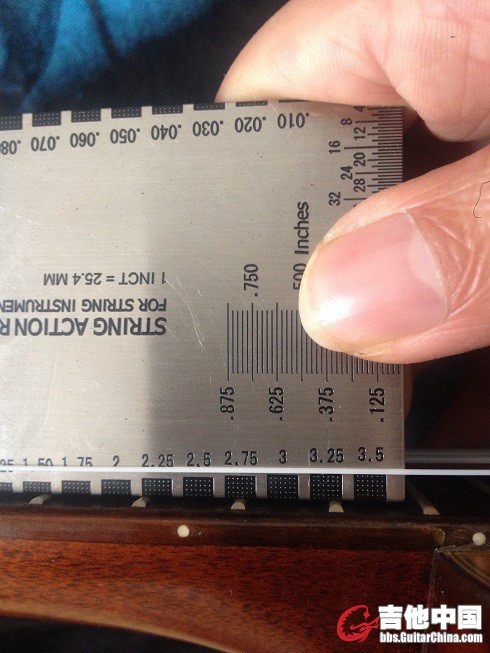 .070 .060 .050 .040 .030 .020 .010
4
8
12
16
20
24
28
32
.500 Inches
.750
1 INCT = 25.4 MM
FOR STRING INSTRUMEN
STRING ACTION R
.875 .625 .375 .125
1.50 1.75 2 2.25 2.5 2.75 3 3.25 3.5
吉他中国
bbs.GuitarChina.com